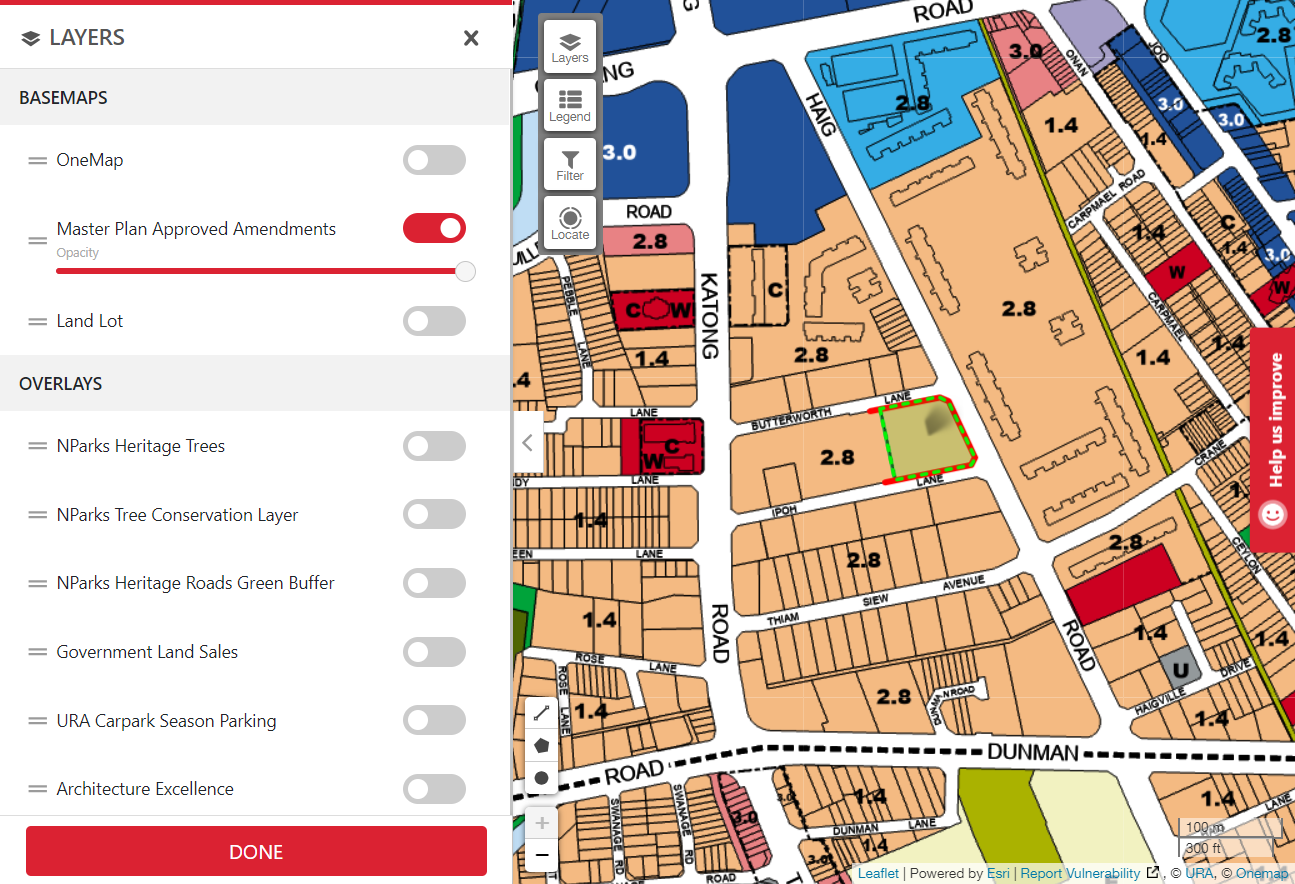 LAYERS
BASEMAPS
OneMap
Master Plan Approved Amendments
Opacity
Land Lot
OVERLAYS
NParks Heritage Trees
NParks Tree Conservation Layer
NParks Heritage Roads Green Buffer
Government Land Sales
URA Carpark Season Parking
Architecture Excellence
DONE
Layers
Legend
Filter
Locate
ROAD
3.0
ONAN
JOO
2.8
HAIG
2.8
3.0
3.0
1.4
1.4
3.0
ROAD
2.8
CARPMAEL ROAD
C
1.4
1.4
3.0
W
W
PEBBLE
LANE
KATONG
C
C W
2.8
2.8
CARPMAEL
1.4
1.4
1.4
LANE
BUTTERWORTH
LANE
C
W
2.8
LANE
IPOH
LANE
CRANE
1.4
2.8
2.8
CEYLON
LANE
THIAM
SIEW
AVENUE
1.4
ROAD
ROAD
1.4
1.4
U
ROSE
LANE
ROSE
LANE
1.4
2.8
DUNMAN ROAD
HAIGVILLE
DRIVE
1.4
ROAD
DUNMAN
SWANAGE RD
SWANAGE
RD
3.0
3.0
1.4
DUNMAN
LANE
1.4
3.0
1.4
LANE
ROAD
100 m
300 ft
Help us improve
Leaflet | Powered by Esri | Report Vulnerability , © URA, © Onemap